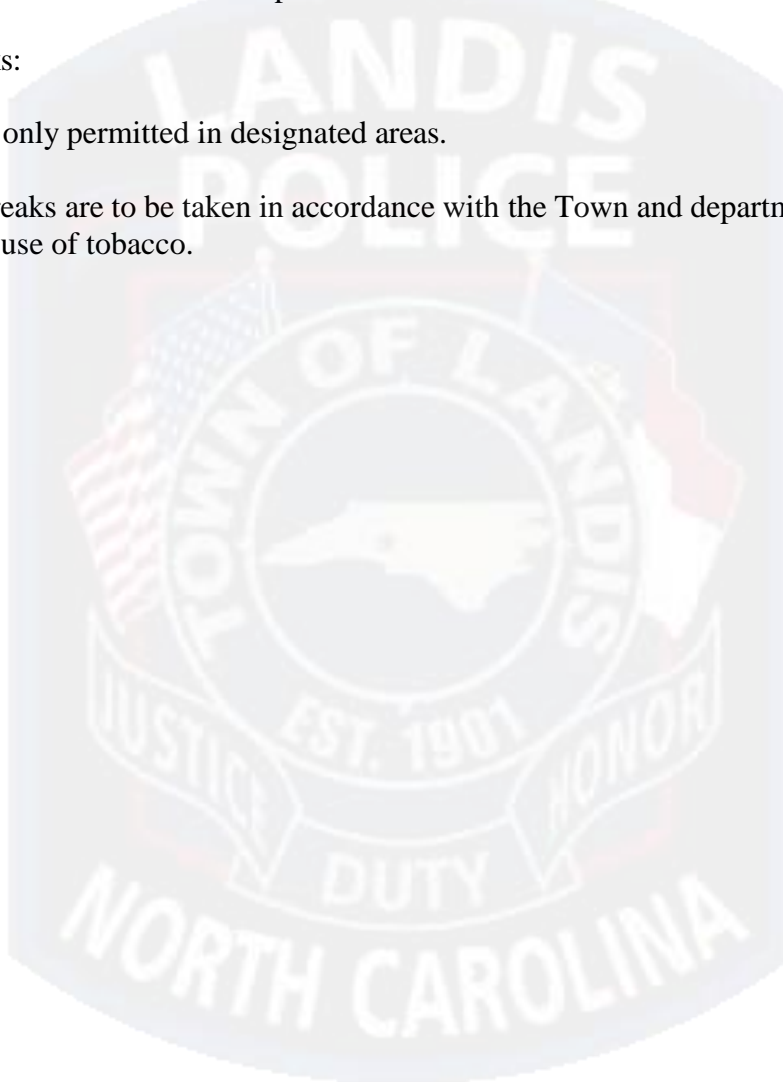 s:
only permitted in designated areas.
reaks are to be taken in accordance with the Town and departm
use of tobacco.
LANDIS
POLICE
TOWN OF LANDIS
EST. 1901
JUSTICE
DUTY
HONOR
NORTH CAROLINA